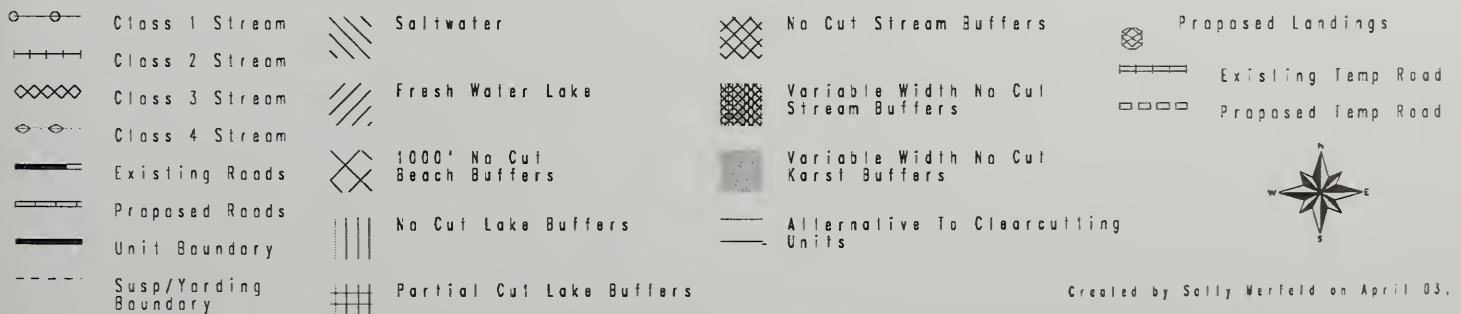 Class 1 Stream
Class 2 Stream
Class 3 Stream
Class 4 Stream
Existing Roads
Proposed Roads
Unit Boundary
Susp/Yarding
Boundary
Saltwater
Fresh Water Lake
1000' No Cut
Beach Buffers
No Cut Lake Buffers
Partial Cut Lake Buffers
No Cut Stream Buffers
Variable Width No Cut
Stream Buffers
Variable Width No Cut
Karst Buffers
Alternative To Clearcutting
Units
Proposed Landings
Existing Temp Road
Proposed Temp Road
N
W E
S
Created by Sally Werfeld on April 03,